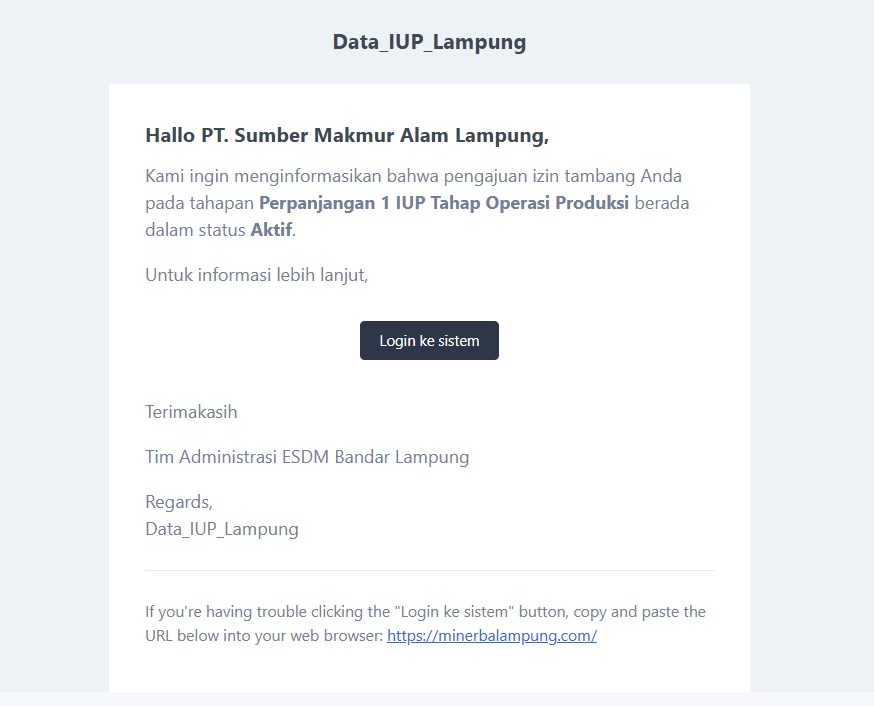 Data_IUP_Lampung
Hallo PT. Sumber Makmur Alam Lampung,
Kami ingin menginformasikan bahwa pengajuan izin tambang Anda
pada tahapan Perpanjangan 1 IUP Tahap Operasi Produksi berada
dalam status Aktif.
Untuk informasi lebih lanjut,
Login ke sistem
Terimakasih
Tim Administrasi ESDM Bandar Lampung
Regards,
Data_IUP_Lampung
If you're having trouble clicking the "Login ke sistem" button, copy and paste the
URL below into your web browser: https://minerbalampung.com/